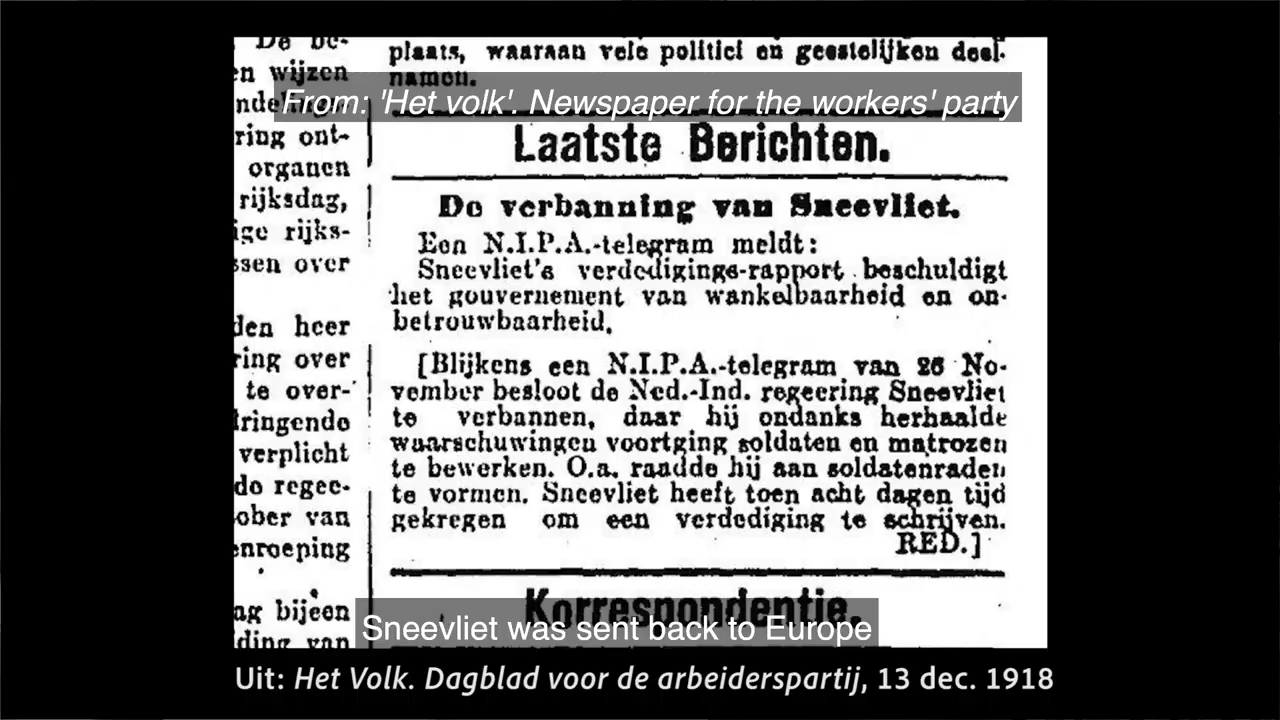 De be-
en wijzen
ring ont-
organen
rijksdag,
ige rijks-
ssen over
den heer
ring over
te over-
dringende
verplicht
de regee-
ober van
enroeping
ag bijeen
ding van
plaats, waaraan vele politici en geestelijken deel-
namen.
From: 'Het volk'. Newspaper for the workers' party
Laatste Berichten.
De verbanning van Sneevliet.
Een N.I.P.A.-telegram meldt:
Sneevliet's verdedigings-rapport beschuldigt
het gouvernement van wankelbaarheid en on-
betrouwbaarheid.
[Blijkens een N.I.P.A.-telegram van 26 No-
vember besloot de Ned.-Ind. regeering Sneevliet
te verbannen, daar hij ondanks herhaalde
waarschuwingen voortging soldaten en matrozen
te bewerken. O.a. raadde hij aan soldatenraden
te vormen. Sneevliet heeft toen acht dagen tijd
gekregen om een verdediging te schrijven.
RED.]
Korrespondentie.
Sneevliet was sent back to Europe
Uit: Het Volk. Dagblad voor de arbeiderspartij, 13 dec. 1918